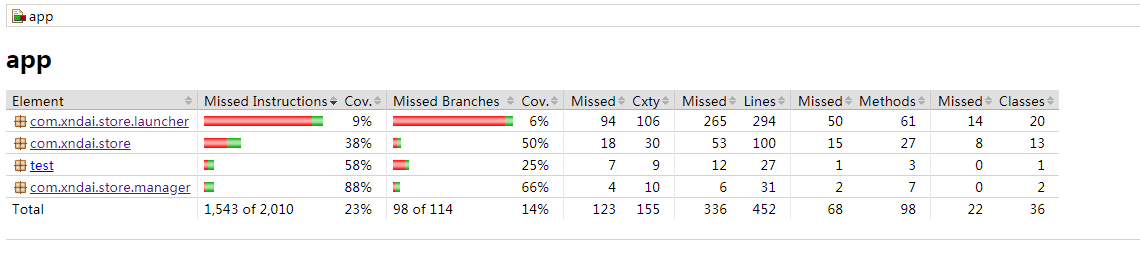 app
app
Element Missed Instructions Cov. Missed Branches Cov. Missed Cxty Missed Lines Missed Methods Missed Classes
com.xndai.store.launcher 9% 6% 94 106 265 294 50 61 14 20
com.xndai.store 38% 50% 18 30 53 100 15 27 8 13
test 58% 25% 7 9 12 27 1 3 0 1
com.xndai.store.manager 88% 66% 4 10 6 31 2 7 0 2
Total 1,543 of 2,010 23% 98 of 114 14% 123 155 336 452 68 98 22 36